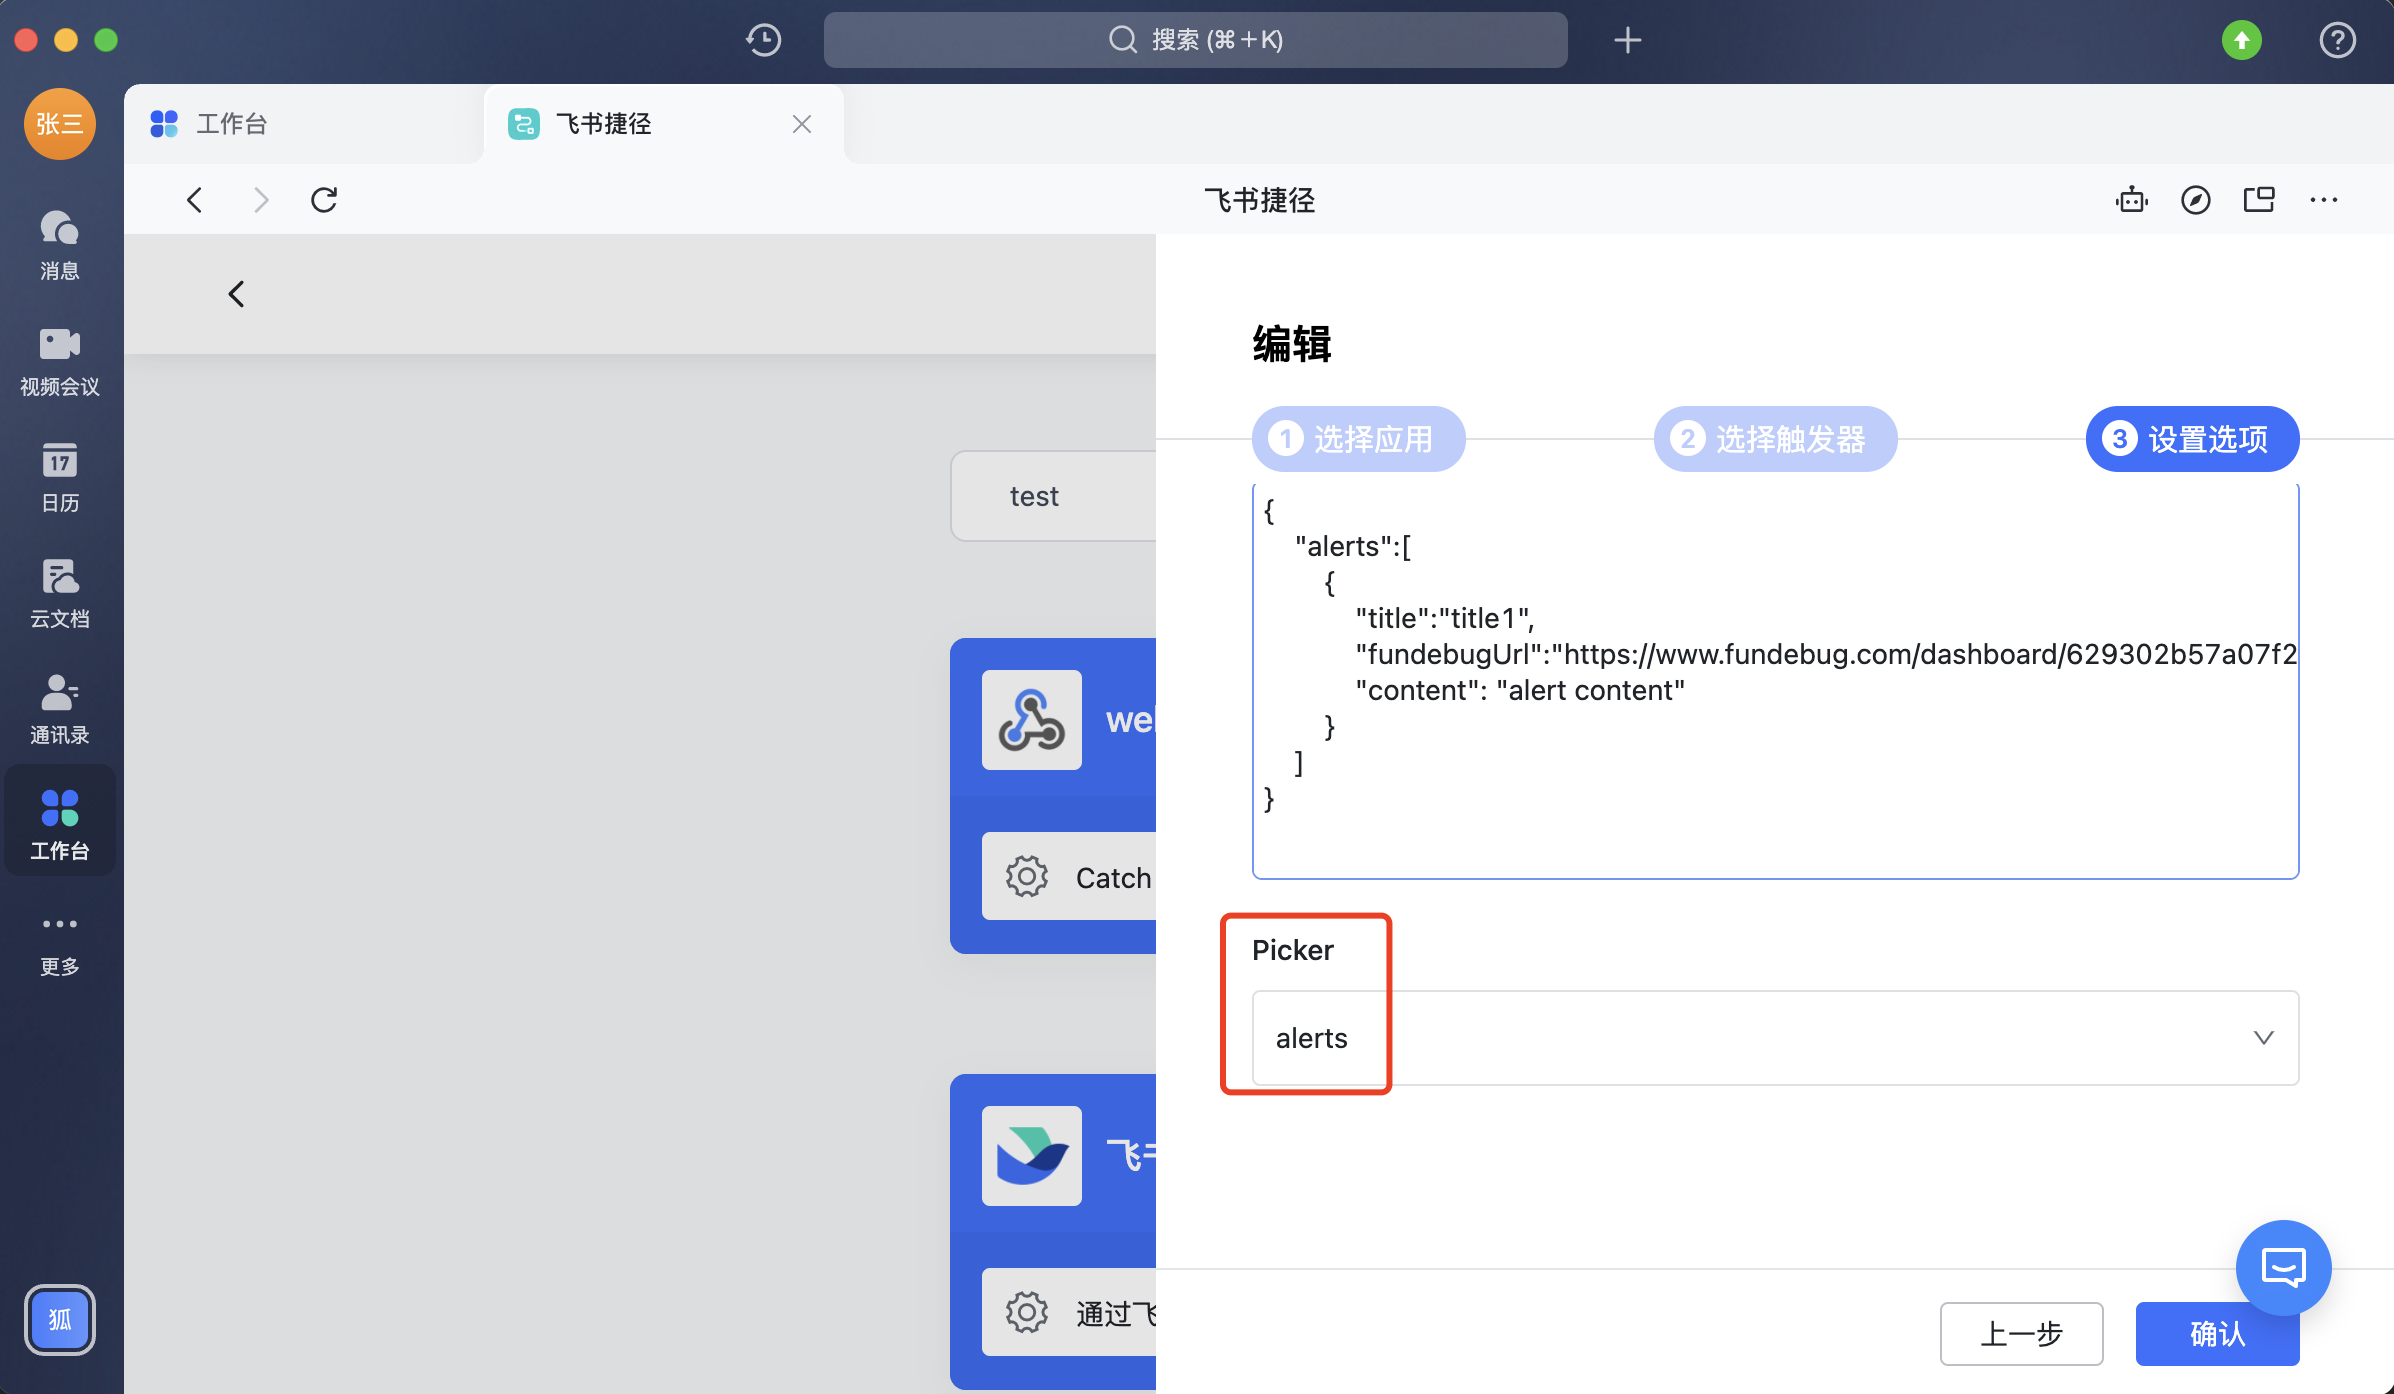 搜索 (⌘+K)
张三
工作台
飞书捷径
飞书捷径
消息
视频会议
17
日历
云文档
通讯录
工作台
更多
狐
test
Catch
通过
编辑
1 选择应用
2 选择触发器
3 设置选项
{
"alerts":[
{
"title":"title1",
"fundebugUrl":"https://www.fundebug.com/dashboard/629302b57a07f2
"content": "alert content"
}
]
}
Picker
alerts
上一步
确认